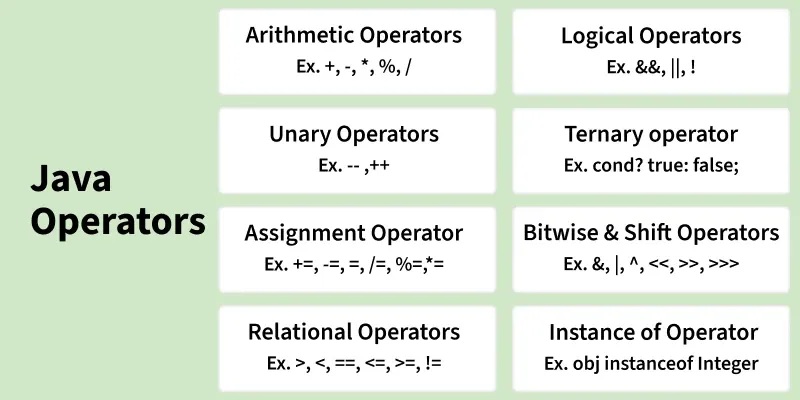 Java
Operators
Arithmetic Operators
Ex. +, -, *, %, /
Logical Operators
Ex. &&, ||, !
Unary Operators
Ex. -- ,++
Ternary operator
Ex. cond? true: false;
Assignment Operator
Ex. +=, -=, =, /=, %=,*=
Bitwise & Shift Operators
Ex. &, |, ^, <<, >>, >>>
Relational Operators
Ex. >, <, ==, <=, >=, !=
Instance of Operator
Ex. obj instanceof Integer